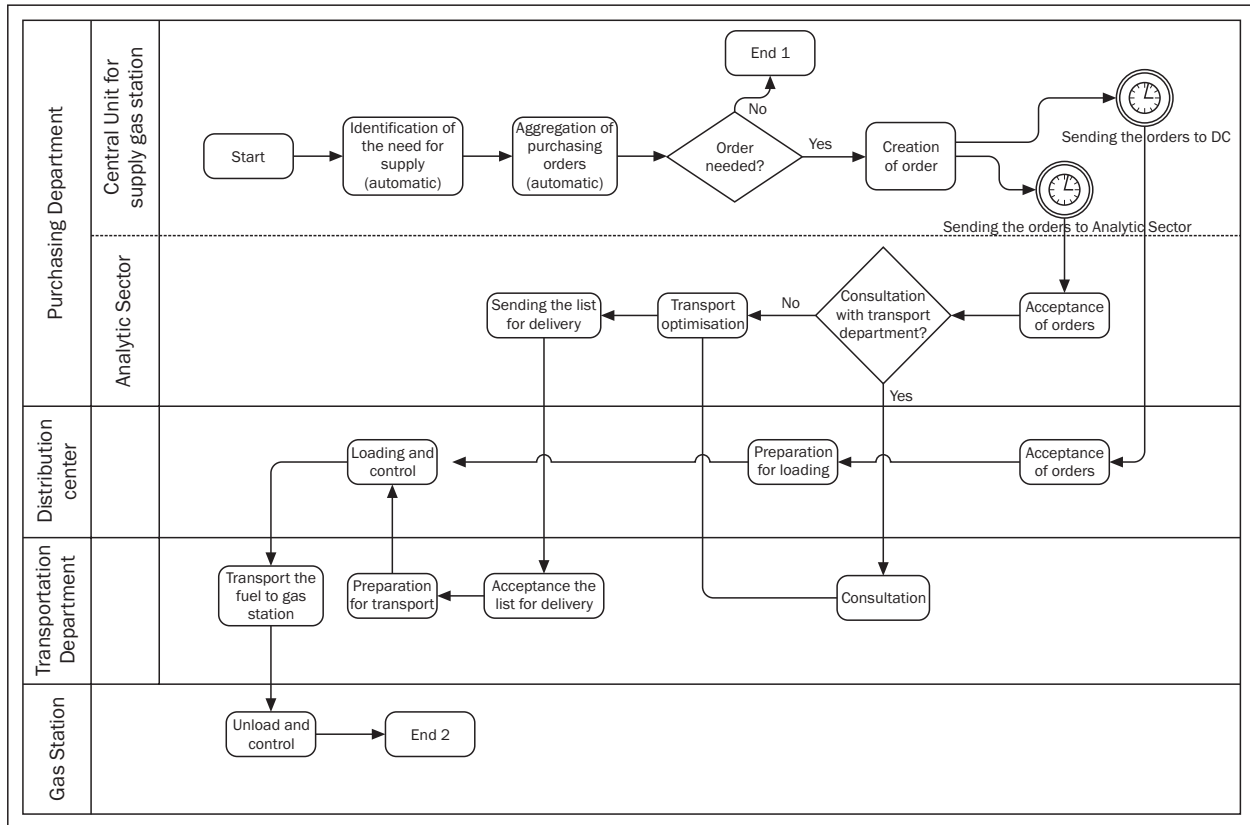 Purchasing Department
Central Unit for
supply gas station
Start
Identification of
the need for
supply
(automatic)
Aggregation of
purchasing
orders
(automatic)
Order
needed?
No
End 1
Yes
Creation
of order
Sending the orders to DC
Sending the orders to Analytic Sector
Analytic Sector
Sending the list
for delivery
Transport
optimisation
No
Consultation
with transport
department?
Yes
Acceptance
of orders
Distribution
center
Loading and
control
Preparation
for loading
Acceptance
of orders
Transportation
Department
Transport the
fuel to gas
station
Preparation
for transport
Acceptance the
list for delivery
Consultation
Gas Station
Unload and
control
End 2